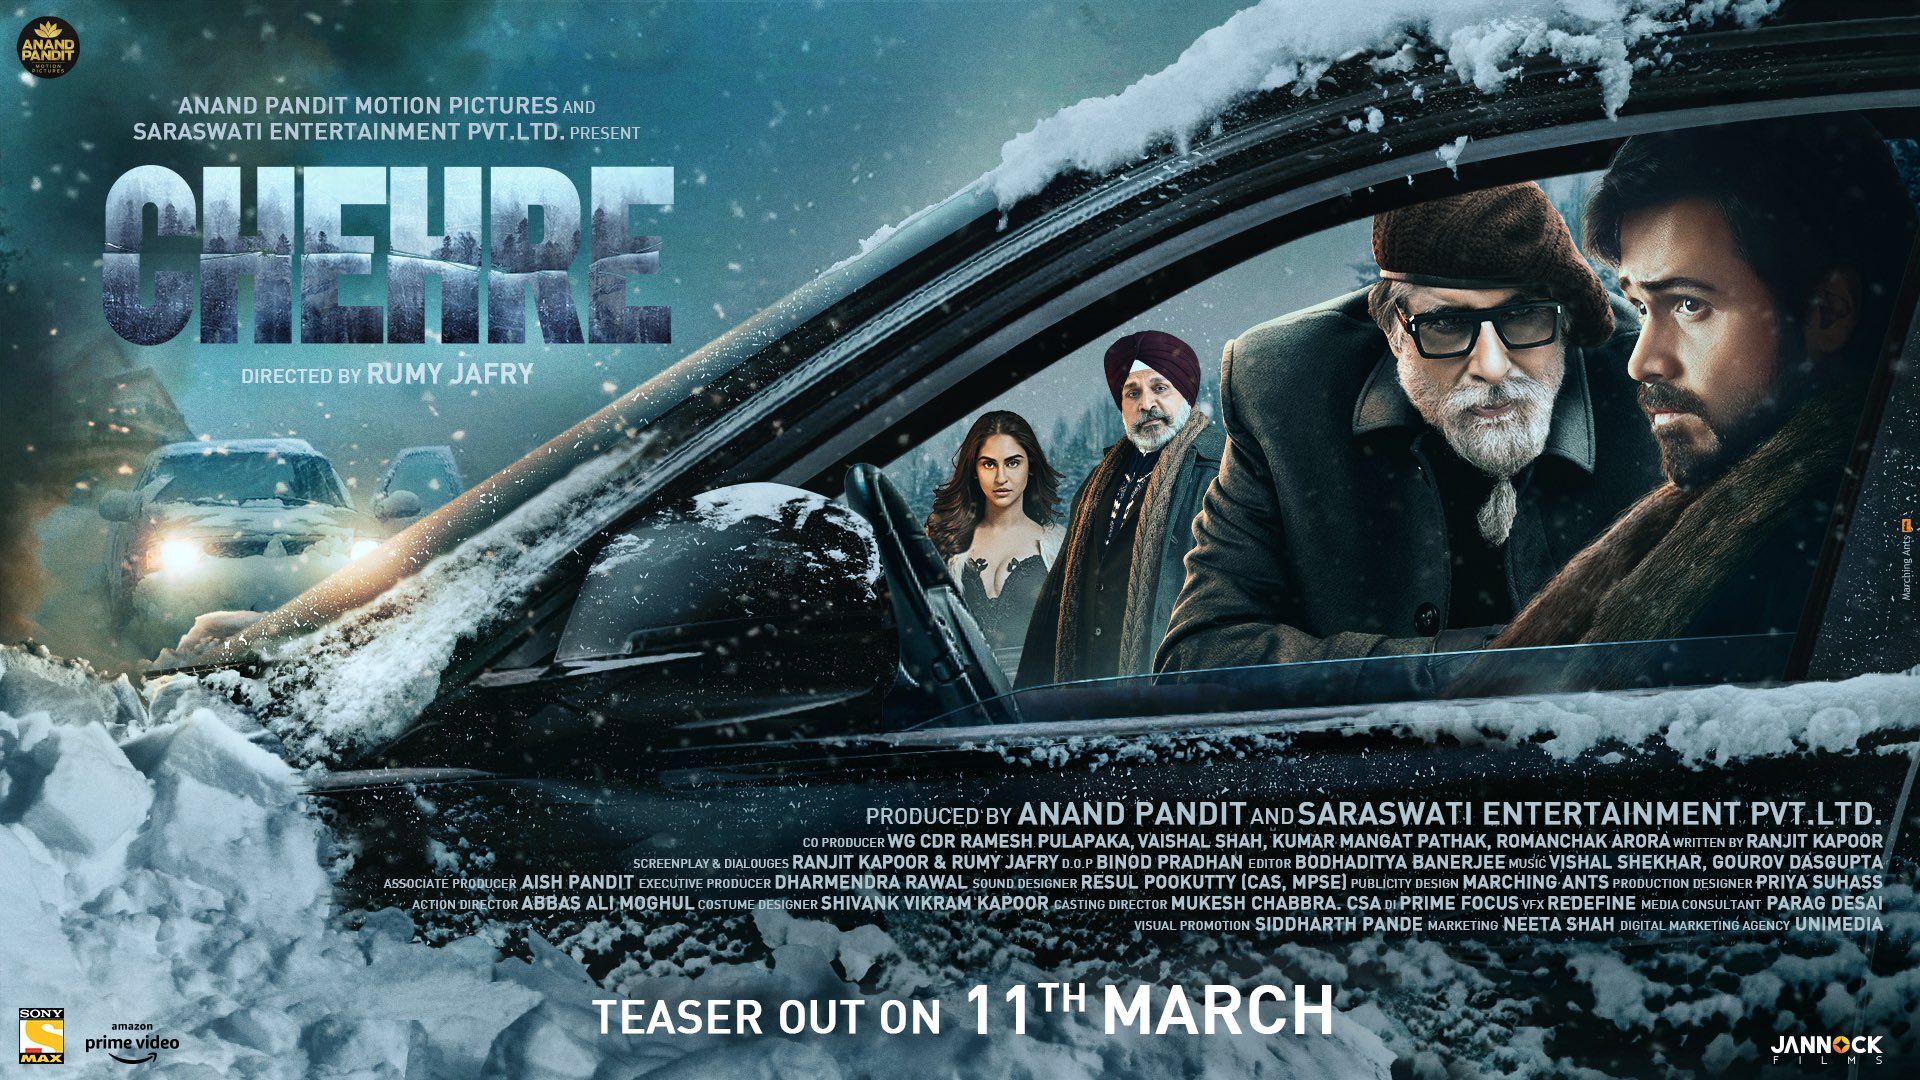 ANAND PANDIT
MOTION PICTURES
ANAND PANDIT MOTION PICTURES AND
SARASWATI ENTERTAINMENT PVT.LTD. PRESENT
CHEHRE
DIRECTED BY RUMY JAFRY
Marching Ants
PRODUCED BY ANAND PANDIT AND SARASWATI ENTERTAINMENT PVT.LTD.
CO PRODUCER WG CDR RAMESH PULAPAKA, VAISHAL SHAH, KUMAR MANGAT PATHAK, ROMANCHAK ARORA WRITTEN BY RANJIT KAPOOR
SCREENPLAY & DIALOUGES RANJIT KAPOOR & RUMY JAFRY D.O.P BINOD PRADHAN EDITOR BODHADITYA BANERJEE MUSIC VISHAL SHEKHAR, GOUROV DASGUPTA
ASSOCIATE PRODUCER AISH PANDIT EXECUTIVE PRODUCER DHARMENDRA RAWAL SOUND DESIGNER RESUL POOKUTTY (CAS, MPSE) PUBLICITY DESIGN MARCHING ANTS PRODUCTION DESIGNER PRIYA SUHASS
ACTION DIRECTOR ABBAS ALI MOGHUL COSTUME DESIGNER SHIVANK VIKRAM KAPOOR CASTING DIRECTOR MUKESH CHABBRA. CSA DI PRIME FOCUS VFX REDEFINE MEDIA CONSULTANT PARAG DESAI
VISUAL PROMOTION SIDDHARTH PANDE MARKETING NEETA SHAH DIGITAL MARKETING AGENCY UNIMEDIA
TEASER OUT ON 11TH MARCH
SONY
MAX
amazon
prime video
JANNOCK
FILMS